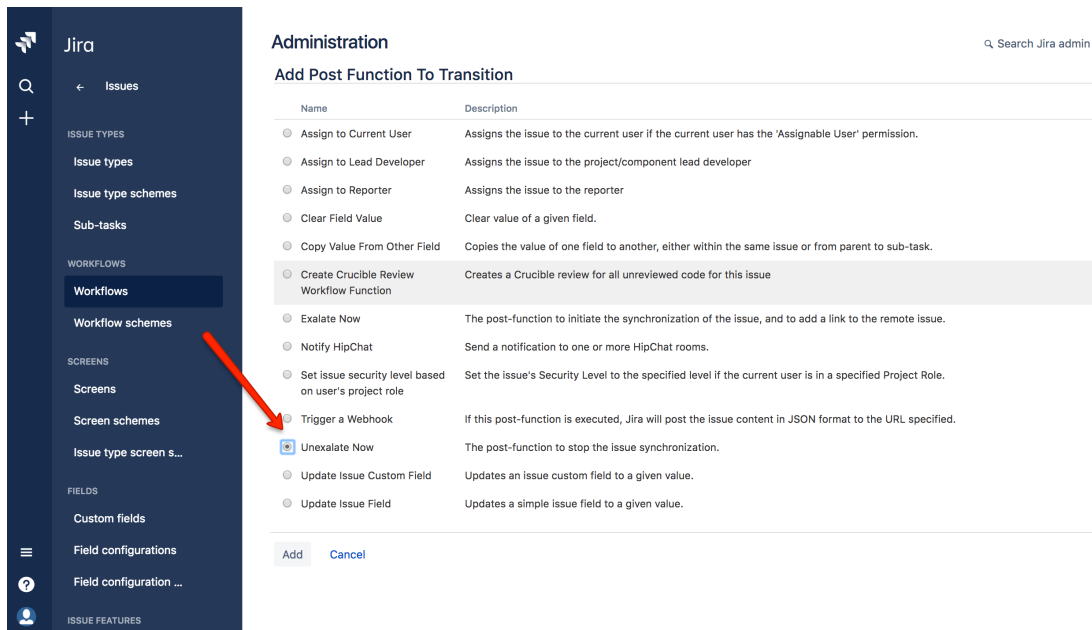 Jira
Issues
ISSUE TYPES
Issue types
Issue type schemes
Sub-tasks
WORKFLOWS
Workflows
Workflow schemes
SCREENS
Screens
Screen schemes
Issue type screen s...
FIELDS
Custom fields
Field configurations
Field configuration ...
ISSUE FEATURES
Administration
Search Jira admin
Add Post Function To Transition
Name Description
Assign to Current User Assigns the issue to the current user if the current user has the 'Assignable User' permission.
Assign to Lead Developer Assigns the issue to the project/component lead developer
Assign to Reporter Assigns the issue to the reporter
Clear Field Value Clear value of a given field.
Copy Value From Other Field Copies the value of one field to another, either within the same issue or from parent to sub-task.
Create Crucible Review Creates a Crucible review for all unreviewed code for this issue
Workflow Function
Exalate Now The post-function to initiate the synchronization of the issue, and to add a link to the remote issue.
Notify HipChat Send a notification to one or more HipChat rooms.
Set issue security level based Set the issue's Security Level to the specified level if the current user is in a specified Project Role.
on user's project role
Trigger a Webhook If this post-function is executed, Jira will post the issue content in JSON format to the URL specified.
Unexalate Now The post-function to stop the issue synchronization.
Update Issue Custom Field Updates an issue custom field to a given value.
Update Issue Field Updates a simple issue field to a given value.
Add Cancel